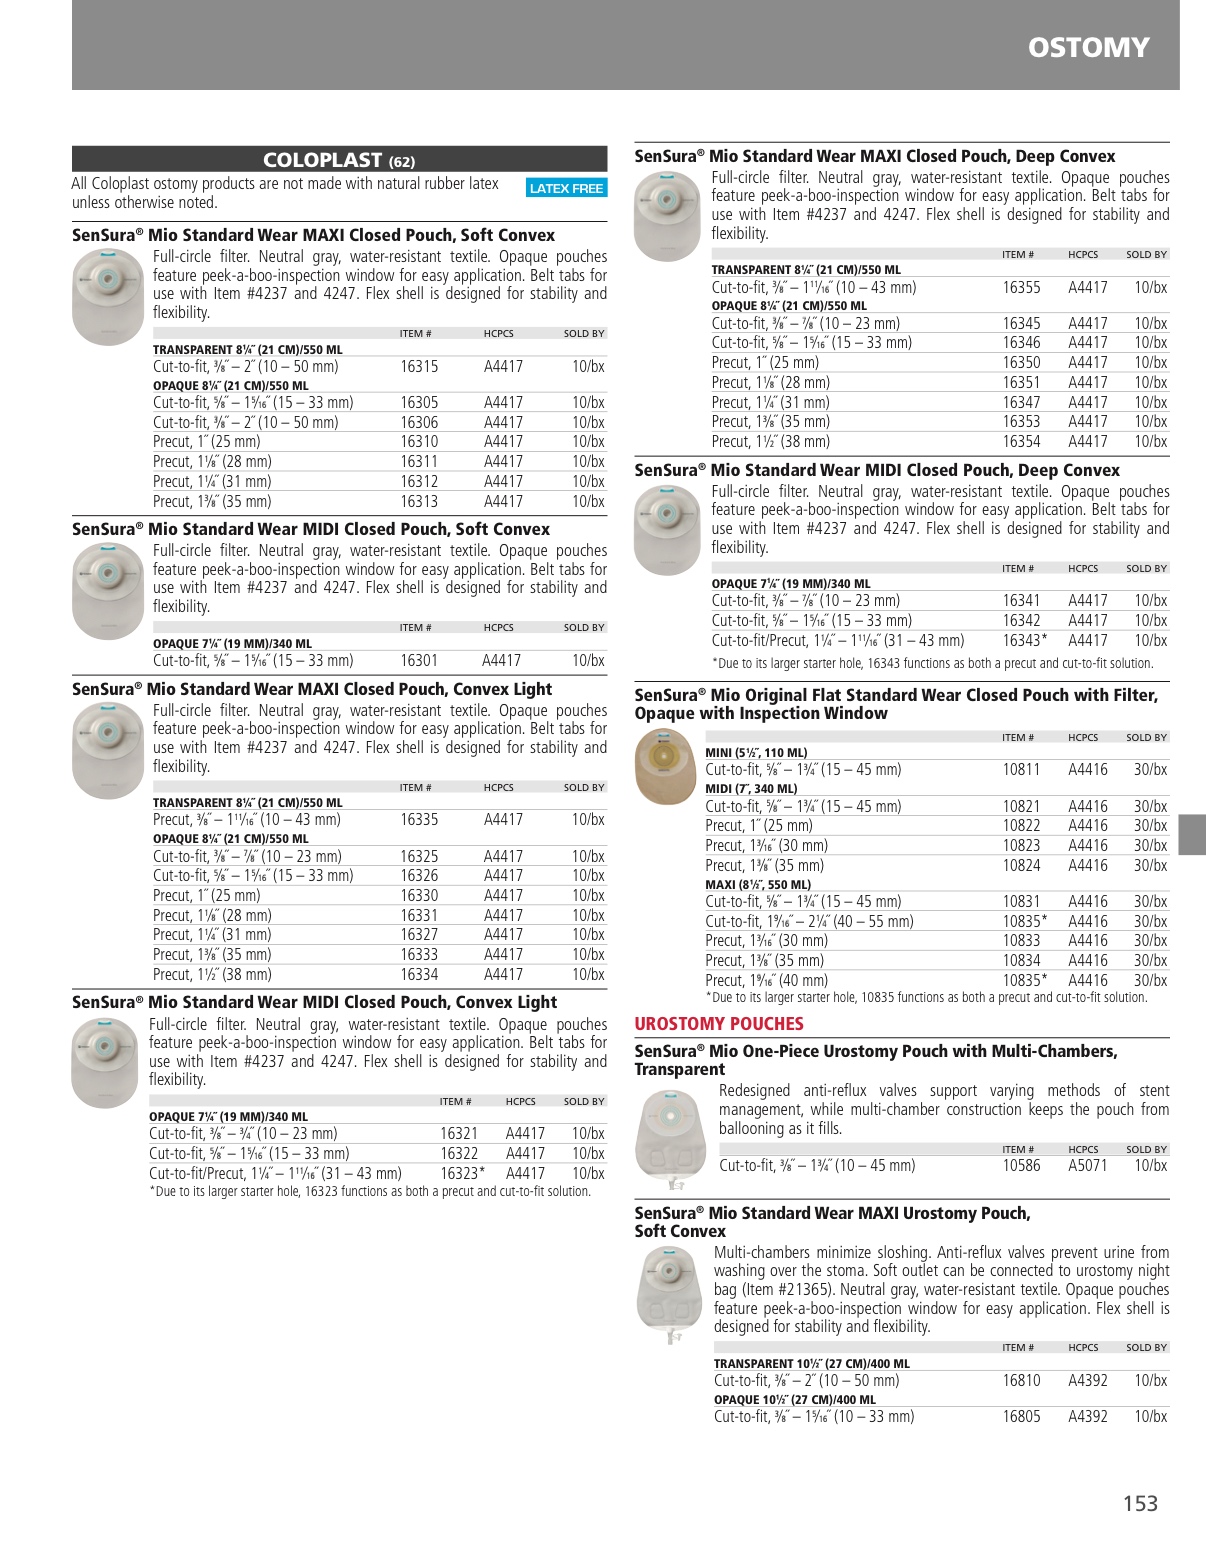 OSTOMY
COLOPLAST (62)
All Coloplast ostomy products are not made with natural rubber latex
unless otherwise noted.
LATEX FREE
SenSura® Mio Standard Wear MAXI Closed Pouch, Soft Convex
Full-circle filter. Neutral gray, water-resistant textile. Opaque pouches
feature peek-a-boo-inspection window for easy application. Belt tabs for
use with Item #4237 and 4247. Flex shell is designed for stability and
flexibility.
ITEM # HCPCS SOLD BY
TRANSPARENT 8¼˝ (21 CM)/550 ML
Cut-to-fit, ⅜˝ – 2˝ (10 – 50 mm) 16315 A4417 10/bx
OPAQUE 8¼˝ (21 CM)/550 ML
Cut-to-fit, ⅝˝ – 15⁄16˝ (15 – 33 mm) 16305 A4417 10/bx
Cut-to-fit, ⅜˝ – 2˝ (10 – 50 mm) 16306 A4417 10/bx
Precut, 1˝ (25 mm) 16310 A4417 10/bx
Precut, 1⅛˝ (28 mm) 16311 A4417 10/bx
Precut, 1¼˝ (31 mm) 16312 A4417 10/bx
Precut, 1⅜˝ (35 mm) 16313 A4417 10/bx
SenSura® Mio Standard Wear MIDI Closed Pouch, Soft Convex
Full-circle filter. Neutral gray, water-resistant textile. Opaque pouches
feature peek-a-boo-inspection window for easy application. Belt tabs for
use with Item #4237 and 4247. Flex shell is designed for stability and
flexibility.
ITEM # HCPCS SOLD BY
OPAQUE 7¼˝ (19 MM)/340 ML
Cut-to-fit, ⅝˝ – 15⁄16˝ (15 – 33 mm) 16301 A4417 10/bx
SenSura® Mio Standard Wear MAXI Closed Pouch, Convex Light
Full-circle filter. Neutral gray, water-resistant textile. Opaque pouches
feature peek-a-boo-inspection window for easy application. Belt tabs for
use with Item #4237 and 4247. Flex shell is designed for stability and
flexibility.
ITEM # HCPCS SOLD BY
TRANSPARENT 8¼˝ (21 CM)/550 ML
Precut, ⅜˝ – 111⁄16˝ (10 – 43 mm) 16335 A4417 10/bx
OPAQUE 8¼˝ (21 CM)/550 ML
Cut-to-fit, ⅜˝ – ⅞˝ (10 – 23 mm) 16325 A4417 10/bx
Cut-to-fit, ⅝˝ – 15⁄16˝ (15 – 33 mm) 16326 A4417 10/bx
Precut, 1˝ (25 mm) 16330 A4417 10/bx
Precut, 1⅛˝ (28 mm) 16331 A4417 10/bx
Precut, 1¼˝ (31 mm) 16327 A4417 10/bx
Precut, 1⅜˝ (35 mm) 16333 A4417 10/bx
Precut, 1½˝ (38 mm) 16334 A4417 10/bx
SenSura® Mio Standard Wear MIDI Closed Pouch, Convex Light
Full-circle filter. Neutral gray, water-resistant textile. Opaque pouches
feature peek-a-boo-inspection window for easy application. Belt tabs for
use with Item #4237 and 4247. Flex shell is designed for stability and
flexibility.
ITEM # HCPCS SOLD BY
OPAQUE 7¼˝ (19 MM)/340 ML
Cut-to-fit, ⅜˝ – ¾˝ (10 – 23 mm) 16321 A4417 10/bx
Cut-to-fit, ⅝˝ – 15⁄16˝ (15 – 33 mm) 16322 A4417 10/bx
Cut-to-fit/Precut, 1¼˝ – 111⁄16˝ (31 – 43 mm) 16323* A4417 10/bx
*Due to its larger starter hole, 16323 functions as both a precut and cut-to-fit solution.
SenSura® Mio Standard Wear MAXI Closed Pouch, Deep Convex
Full-circle filter. Neutral gray, water-resistant textile. Opaque pouches
feature peek-a-boo-inspection window for easy application. Belt tabs for
use with Item #4237 and 4247. Flex shell is designed for stability and
flexibility.
ITEM # HCPCS SOLD BY
TRANSPARENT 8¼˝ (21 CM)/550 ML
Cut-to-fit, ⅜˝ – 111⁄16˝ (10 – 43 mm) 16355 A4417 10/bx
OPAQUE 8¼˝ (21 CM)/550 ML
Cut-to-fit, ⅜˝ – ⅞˝ (10 – 23 mm) 16345 A4417 10/bx
Cut-to-fit, ⅝˝ – 15⁄16˝ (15 – 33 mm) 16346 A4417 10/bx
Precut, 1˝ (25 mm) 16350 A4417 10/bx
Precut, 1⅛˝ (28 mm) 16351 A4417 10/bx
Precut, 1¼˝ (31 mm) 16347 A4417 10/bx
Precut, 1⅜˝ (35 mm) 16353 A4417 10/bx
Precut, 1½˝ (38 mm) 16354 A4417 10/bx
SenSura® Mio Standard Wear MIDI Closed Pouch, Deep Convex
Full-circle filter. Neutral gray, water-resistant textile. Opaque pouches
feature peek-a-boo-inspection window for easy application. Belt tabs for
use with Item #4237 and 4247. Flex shell is designed for stability and
flexibility.
ITEM # HCPCS SOLD BY
OPAQUE 7¼˝ (19 MM)/340 ML
Cut-to-fit, ⅜˝ – ⅞˝ (10 – 23 mm) 16341 A4417 10/bx
Cut-to-fit, ⅝˝ – 15⁄16˝ (15 – 33 mm) 16342 A4417 10/bx
Cut-to-fit/Precut, 1¼˝ – 111⁄16˝ (31 – 43 mm) 16343* A4417 10/bx
*Due to its larger starter hole, 16343 functions as both a precut and cut-to-fit solution.
SenSura® Mio Original Flat Standard Wear Closed Pouch with Filter,
Opaque with Inspection Window
ITEM # HCPCS SOLD BY
MINI (5½˝, 110 ML)
Cut-to-fit, ⅝˝ – 1¾˝ (15 – 45 mm) 10811 A4416 30/bx
MIDI (7˝, 340 ML)
Cut-to-fit, ⅝˝ – 1¾˝ (15 – 45 mm) 10821 A4416 30/bx
Precut, 1˝ (25 mm) 10822 A4416 30/bx
Precut, 13⁄16˝ (30 mm) 10823 A4416 30/bx
Precut, 1⅜˝ (35 mm) 10824 A4416 30/bx
MAXI (8½˝, 550 ML)
Cut-to-fit, ⅝˝ – 1¾˝ (15 – 45 mm) 10831 A4416 30/bx
Cut-to-fit, 19⁄16˝ – 2¼˝ (40 – 55 mm) 10835* A4416 30/bx
Precut, 13⁄16˝ (30 mm) 10833 A4416 30/bx
Precut, 1⅜˝ (35 mm) 10834 A4416 30/bx
Precut, 19⁄16˝ (40 mm) 10835* A4416 30/bx
*Due to its larger starter hole, 10835 functions as both a precut and cut-to-fit solution.
UROSTOMY POUCHES
SenSura® Mio One-Piece Urostomy Pouch with Multi-Chambers,
Transparent
Redesigned anti-reflux valves support varying methods of stent
management, while multi-chamber construction keeps the pouch from
ballooning as it fills.
ITEM # HCPCS SOLD BY
Cut-to-fit, ⅜˝ – 1¾˝ (10 – 45 mm) 10586 A5071 10/bx
SenSura® Mio Standard Wear MAXI Urostomy Pouch,
Soft Convex
Multi-chambers minimize sloshing. Anti-reflux valves prevent urine from
washing over the stoma. Soft outlet can be connected to urostomy night
bag (Item #21365). Neutral gray, water-resistant textile. Opaque pouches
feature peek-a-boo-inspection window for easy application. Flex shell is
designed for stability and flexibility.
ITEM # HCPCS SOLD BY
TRANSPARENT 10½˝ (27 CM)/400 ML
Cut-to-fit, ⅜˝ – 2˝ (10 – 50 mm) 16810 A4392 10/bx
OPAQUE 10½˝ (27 CM)/400 ML
Cut-to-fit, ⅜˝ – 15⁄16˝ (10 – 33 mm) 16805 A4392 10/bx
153